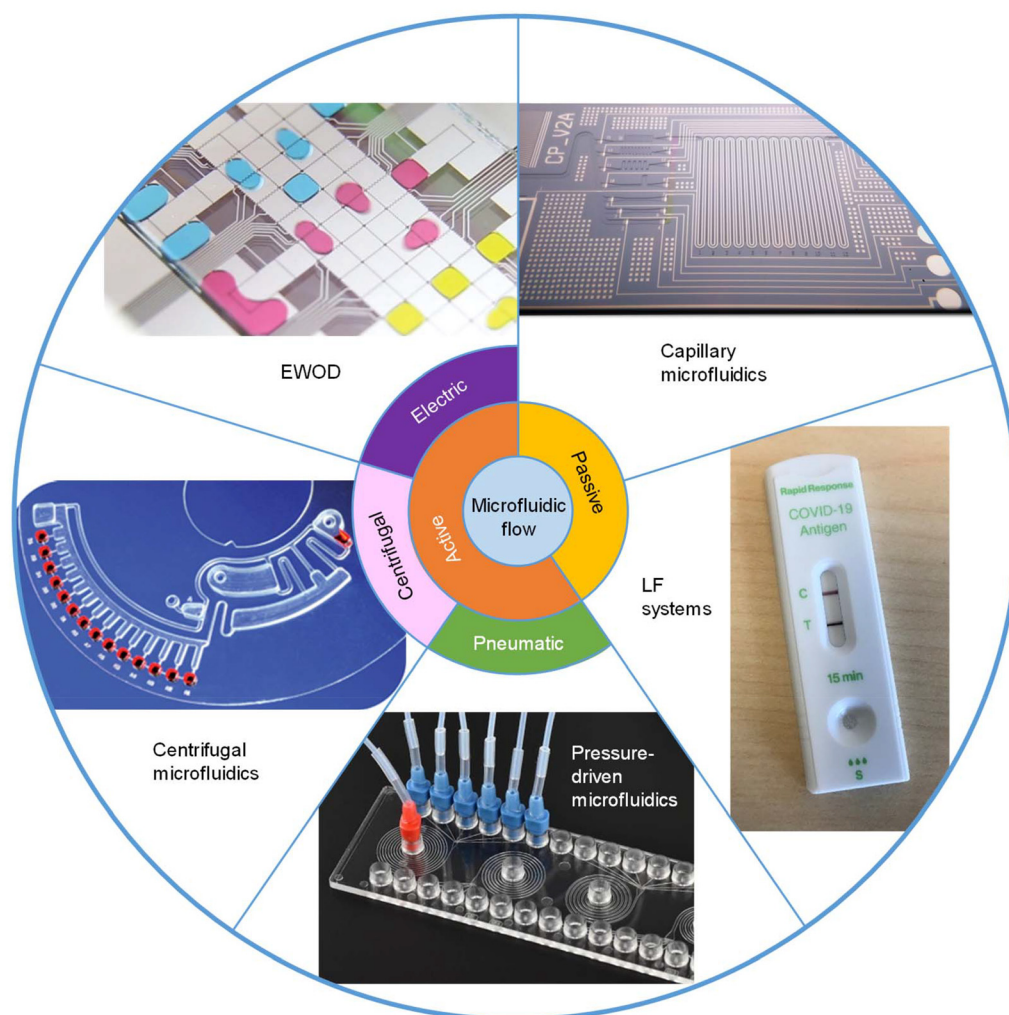 CP_V2A
EWOD
Capillary
microfluidics
Electric
Passive
Microfluidic
flow
Active
Centrifugal
Pneumatic
Rapid Response
COVID-19
Antigen
C
T
15 min
S
LF
systems
Centrifugal
microfluidics
Pressure-
driven
microfluidics